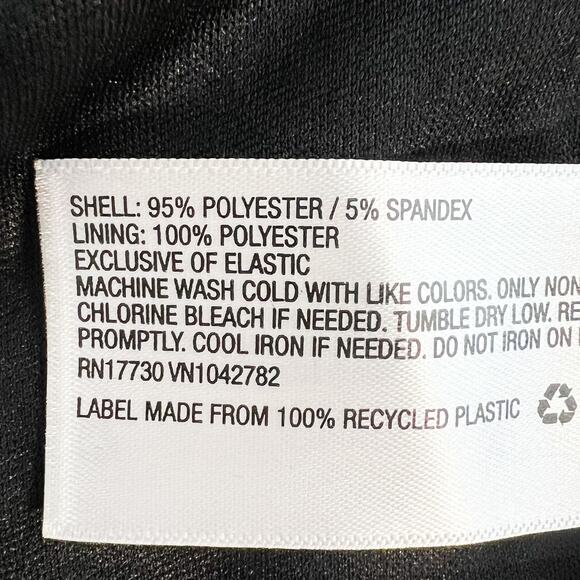 SHELL: 95% POLYESTER / 5% SPANDEX
LINING: 100% POLYESTER
EXCLUSIVE OF ELASTIC
MACHINE WASH COLD WITH LIKE COLORS. ONLY NON
CHLORINE BLEACH IF NEEDED. TUMBLE DRY LOW. RE
PROMPTLY. COOL IRON IF NEEDED. DO NOT IRON ON
RN17730 VN1042782
LABEL MADE FROM 100% RECYCLED PLASTIC